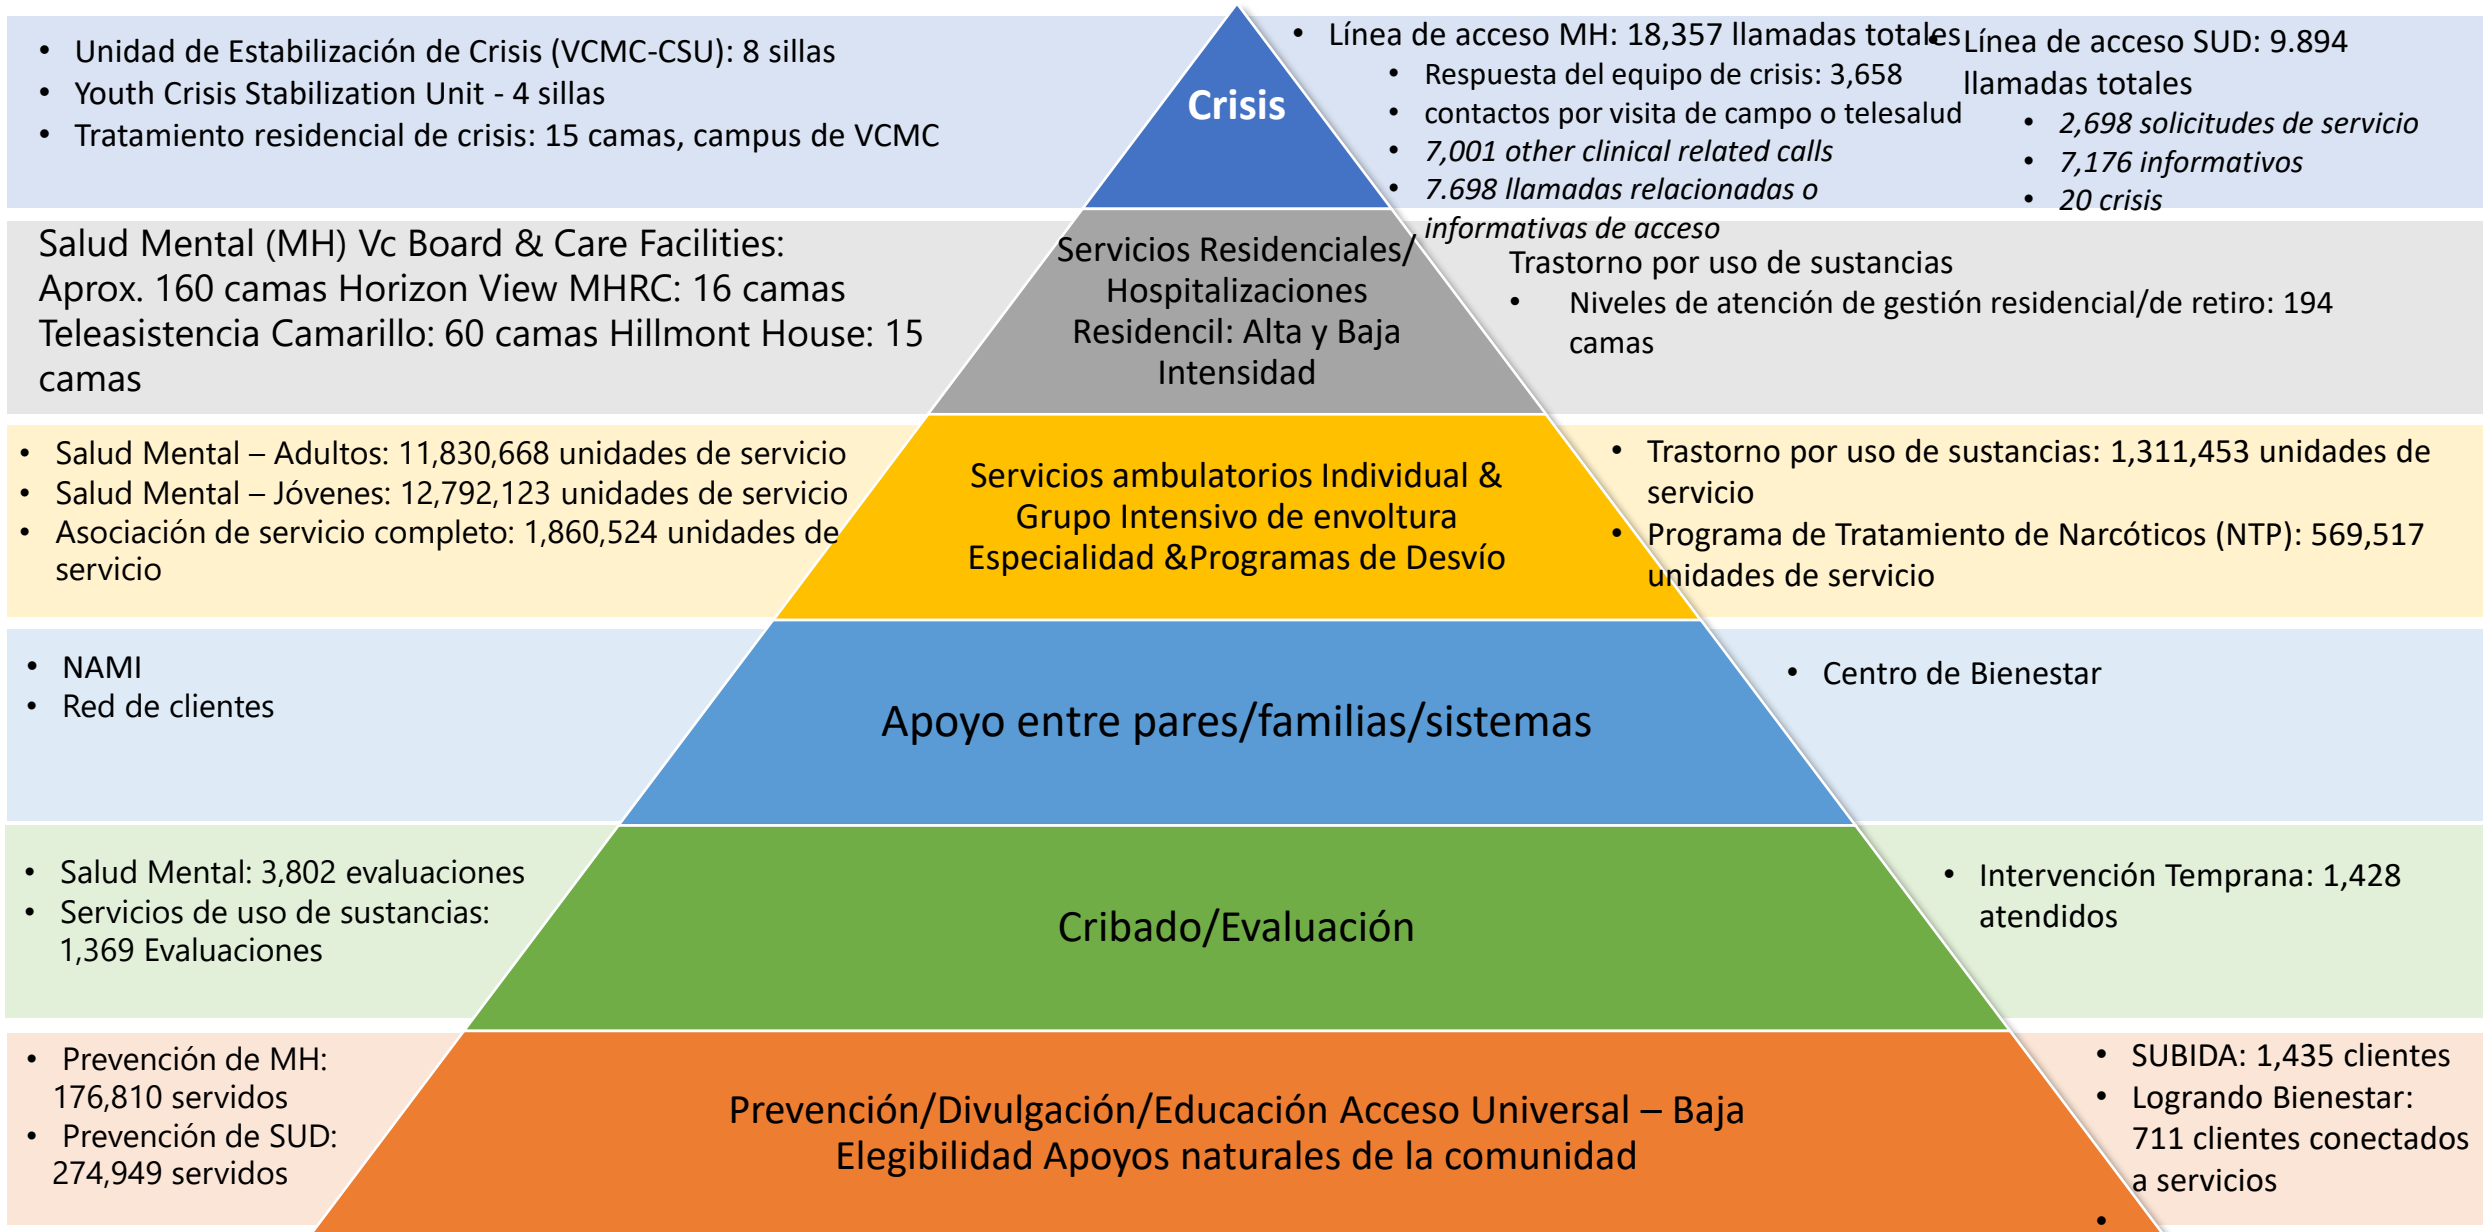 • Unidad de Estabilización de Crisis (VCMC-CSU): 8 sillas
• Youth Crisis Stabilization Unit - 4 sillas
• Tratamiento residencial de crisis: 15 camas, campus de VCMC
Crisis
• Línea de acceso MH: 18,357 llamadas totales
• Respuesta del equipo de crisis: 3,658
• contactos por visita de campo o telesalud
• 7,001 other clinical related calls
• 7.698 llamadas relacionadas o
informativas de acceso
• Línea de acceso SUD: 9.894
llamadas totales
• 2,698 solicitudes de servicio
• 7,176 informativos
• 20 crisis
Salud Mental (MH) Vc Board & Care Facilities:
Aprox. 160 camas Horizon View MHRC: 16 camas
Teleasistencia Camarillo: 60 camas Hillmont House: 15
camas
Servicios Residenciales/
Hospitalizaciones
Residencil: Alta y Baja
Intensidad
Trastorno por uso de sustancias
• Niveles de atención de gestión residencial/de retiro: 194
camas
• Salud Mental – Adultos: 11,830,668 unidades de servicio
• Salud Mental – Jóvenes: 12,792,123 unidades de servicio
• Asociación de servicio completo: 1,860,524 unidades de
servicio
Servicios ambulatorios Individual &
Grupo Intensivo de envoltura
Especialidad &Programas de Desvío
• Trastorno por uso de sustancias: 1,311,453 unidades de
servicio
• Programa de Tratamiento de Narcóticos (NTP): 569,517
unidades de servicio
• NAMI
• Red de clientes
Apoyo entre pares/familias/sistemas
• Centro de Bienestar
• Salud Mental: 3,802 evaluaciones
• Servicios de uso de sustancias:
1,369 Evaluaciones
Cribado/Evaluación
• Intervención Temprana: 1,428
atendidos
• Prevención de MH:
176,810 servidos
• Prevención de SUD:
274,949 servidos
Prevención/Divulgación/Educación Acceso Universal – Baja
Elegibilidad Apoyos naturales de la comunidad
• SUBIDA: 1,435 clientes
• Logrando Bienestar:
711 clientes conectados
a servicios
•